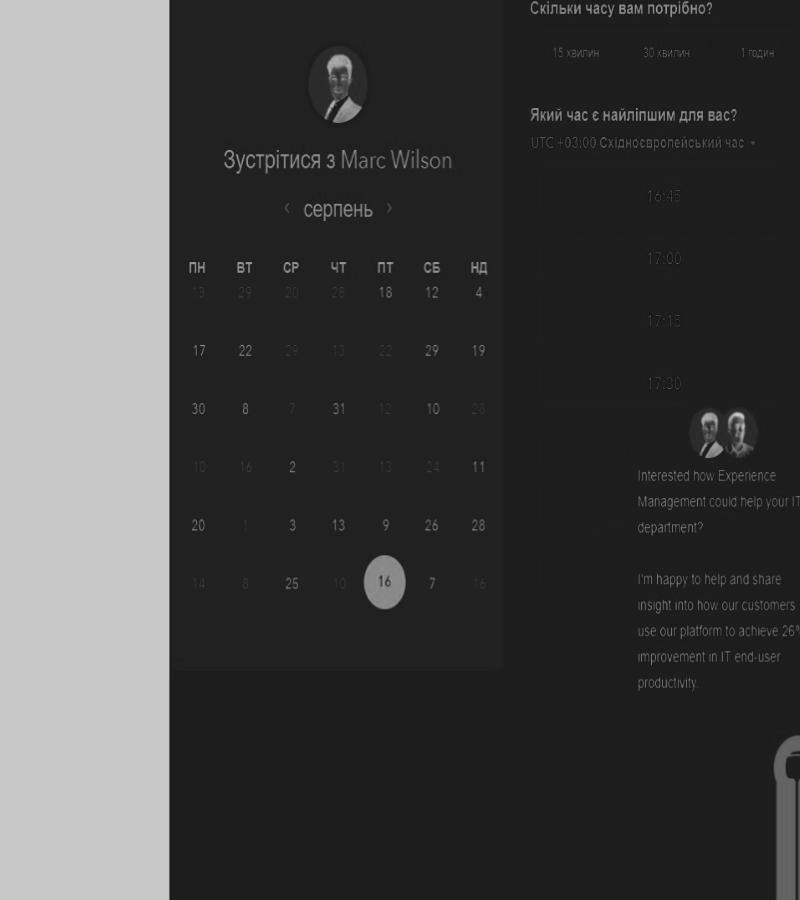 Зустрітися з Marc Wilson
‹ серпень ›
ПН ВТ СР ЧТ ПТ СБ НД
13 29 20 28 18 12 4
17 22 29 13 22 29 19
30 8 7 31 12 10 28
10 16 2 31 13 24 11
20 1 3 13 9 26 28
14 8 25 10 16 7 16
Скільки часу вам потрібно?
15 хвилин 30 хвилин 1 годин
Який час є найліпшим для вас?
UTC +03:00 Східноєвропейський час
16:45
17:00
17:15
17:30
Interested how Experience
Management could help your IT
department?
I'm happy to help and share
insight into how our customers
use our platform to achieve 26%
improvement in IT end-user
productivity.